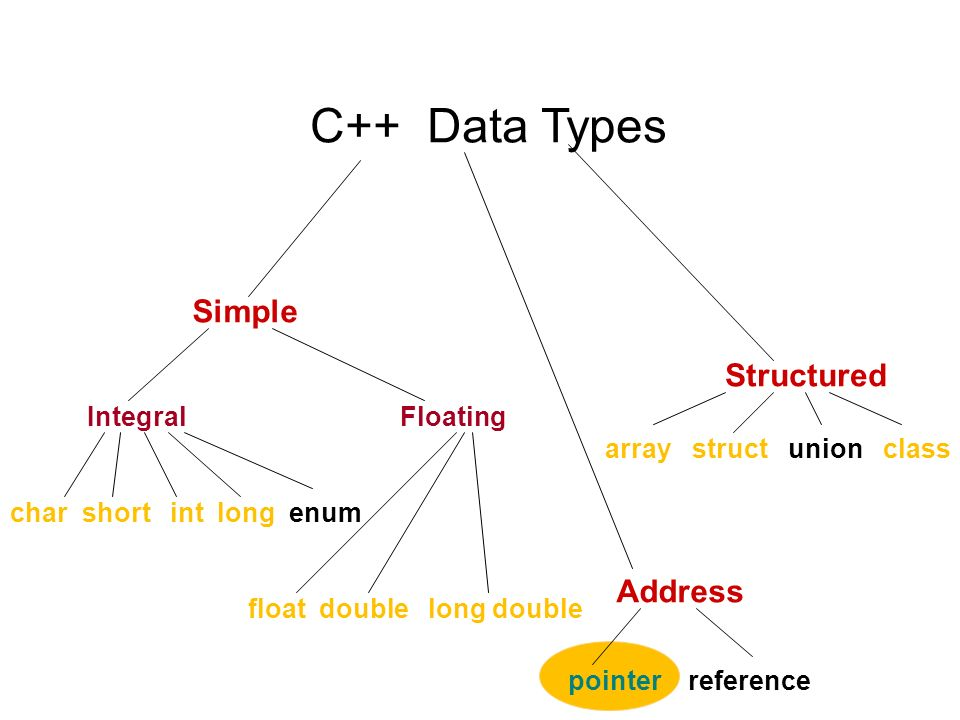 C++ Data Types
Simple
Structured
Integral Floating
array struct union class
char short int long enum
Address
float double long double
pointer reference